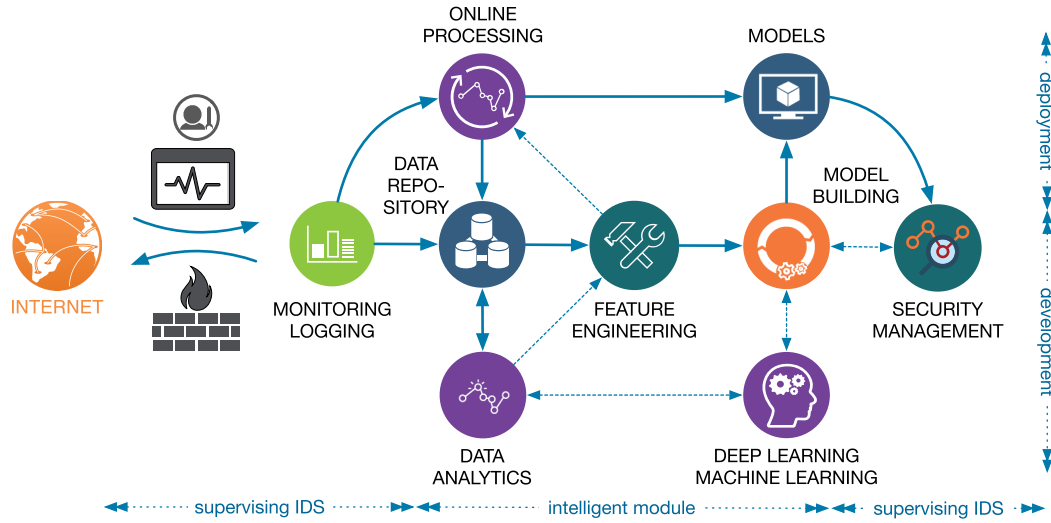 ONLINE
PROCESSING
MODELS
deployment
DATA
REPO-
SITORY
MODEL
BUILDING
INTERNET
MONITORING
LOGGING
FEATURE
ENGINEERING
SECURITY
MANAGEMENT
development
DATA
ANALYTICS
DEEP LEARNING
MACHINE LEARNING
supervising IDS
intelligent module
supervising IDS